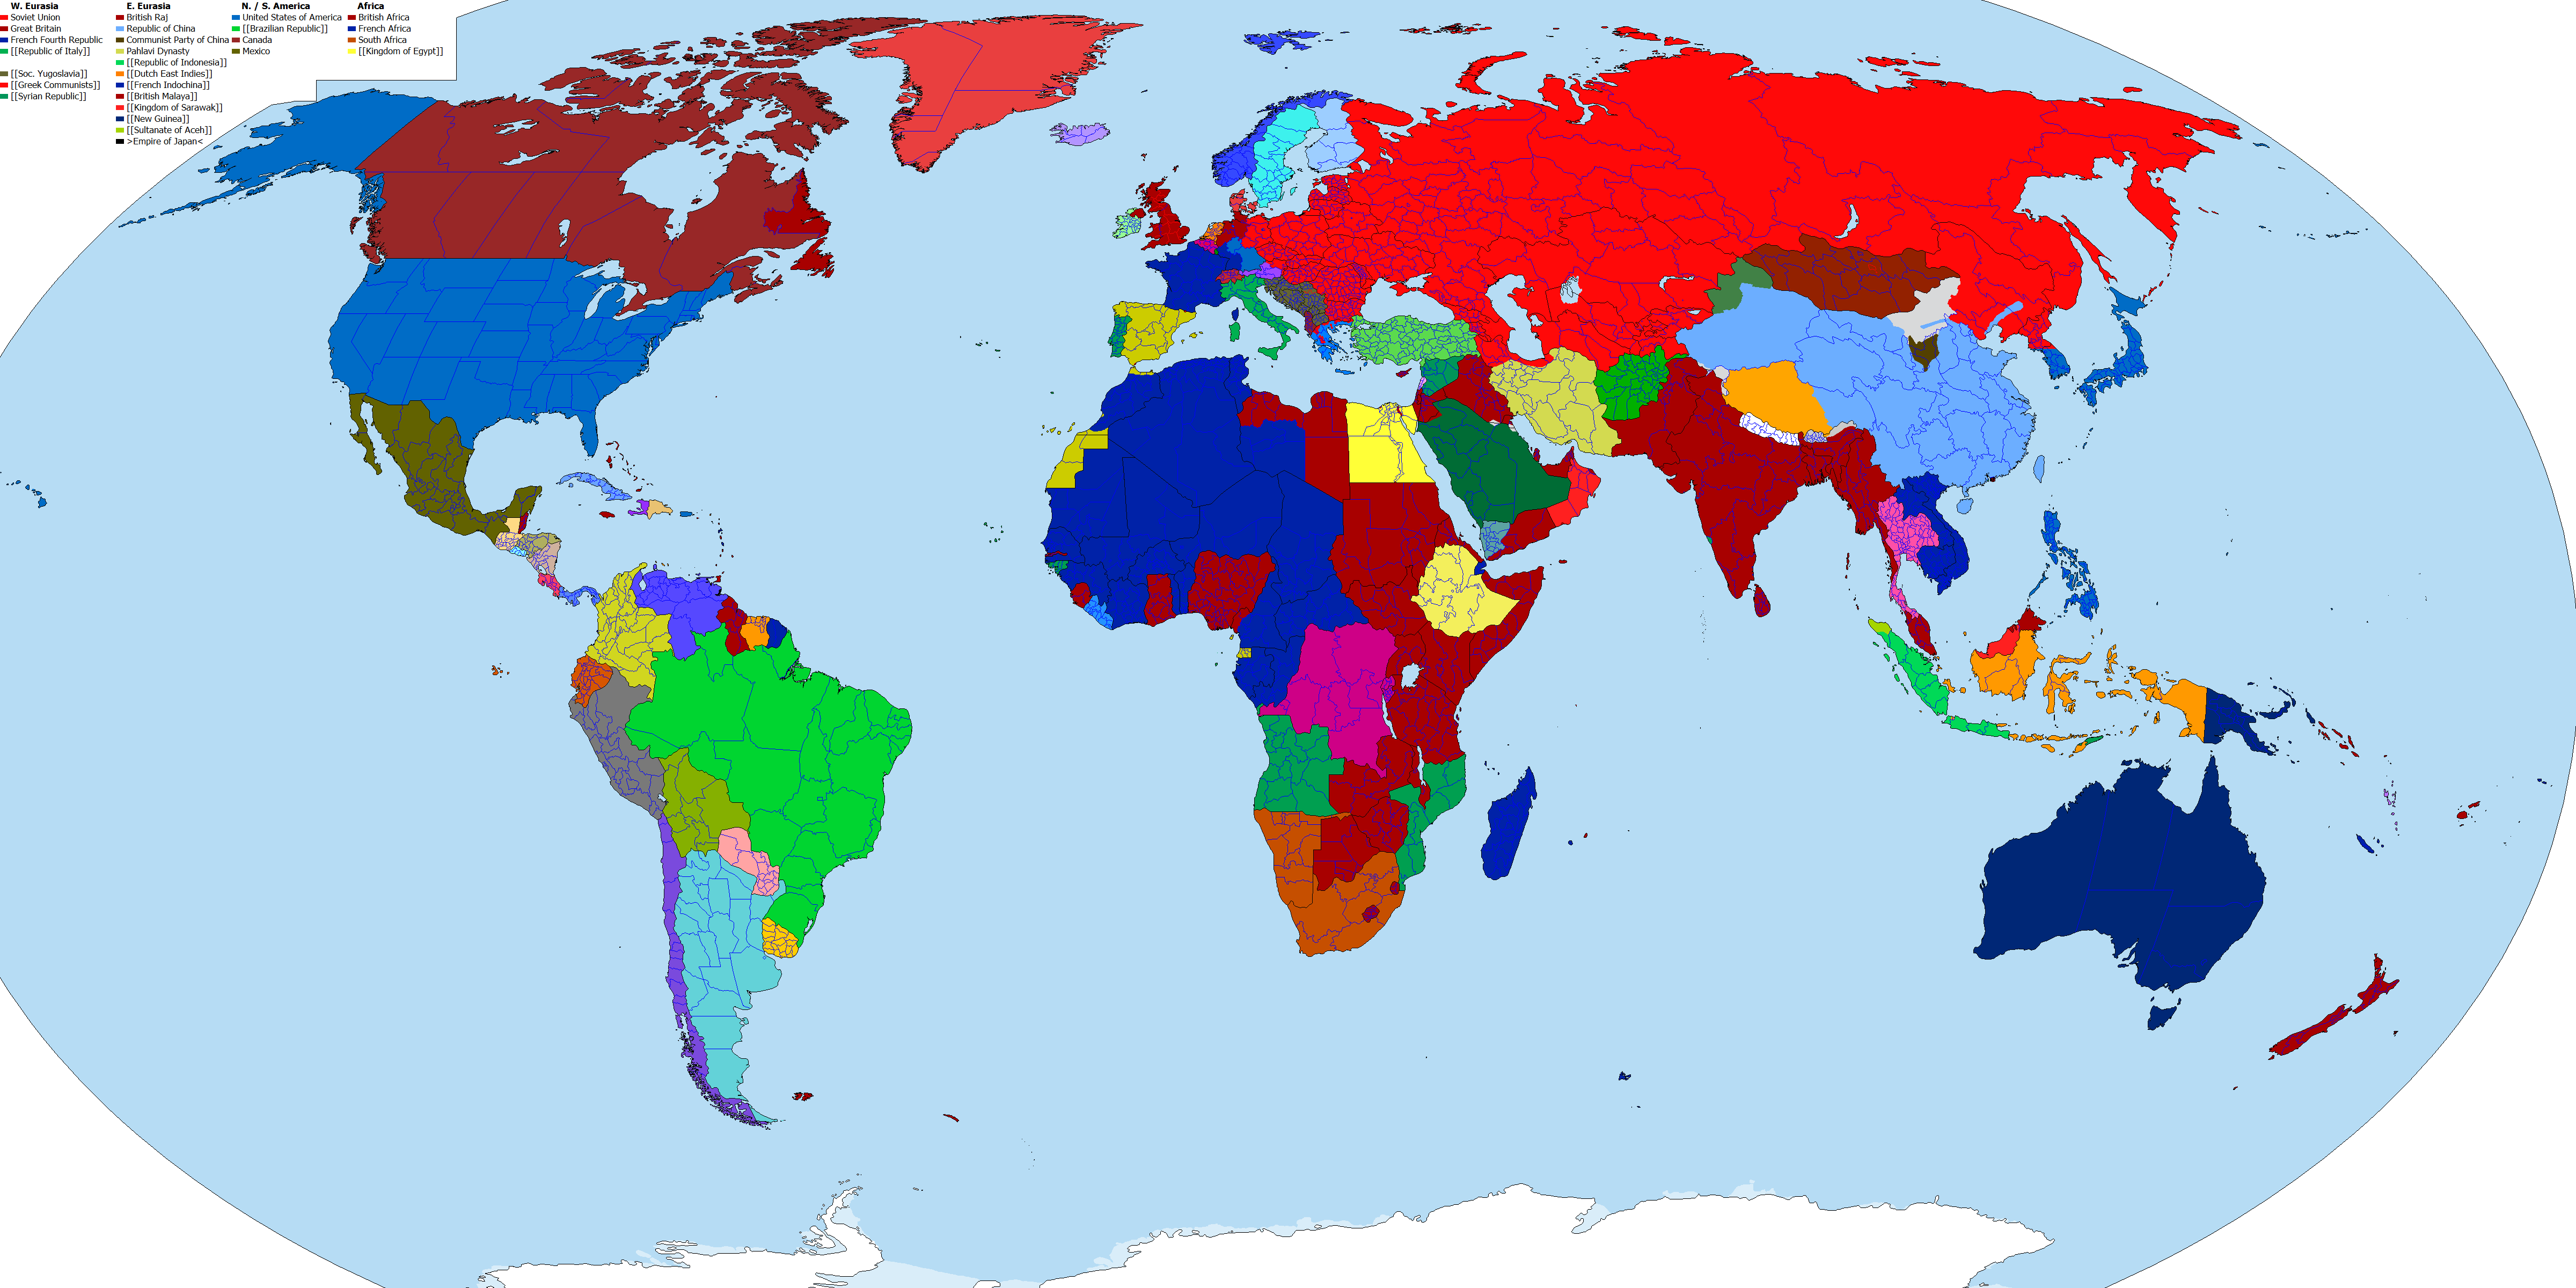 W. Eurasia
Soviet Union
Great Britain
French Fourth Republic
[[Republic of Italy]]
[[Soc. Yugoslavia]]
[[Greek Communists]]
[[Syrian Republic]]
E. Eurasia
British Raj
Republic of China
Communist Party of China
Pahlavi Dynasty
[[Republic of Indonesia]]
[[Dutch East Indies]]
[[French Indochina]]
[[British Malaya]]
[[Kingdom of Sarawak]]
[[New Guinea]]
[[Sultanate of Aceh]]
>Empire of Japan<
N. / S. America
United States of America
[[Brazilian Republic]]
Canada
Mexico
Africa
British Africa
French Africa
South Africa
[[Kingdom of Egypt]]